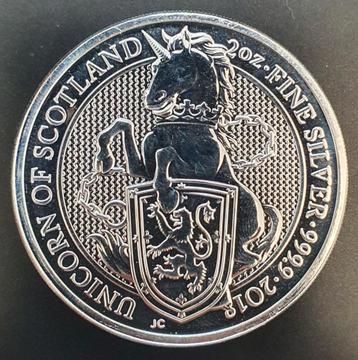 UNICORN OF SCOTLAND 2OZ · FINE SILVER · 999.9 · 2018
JC